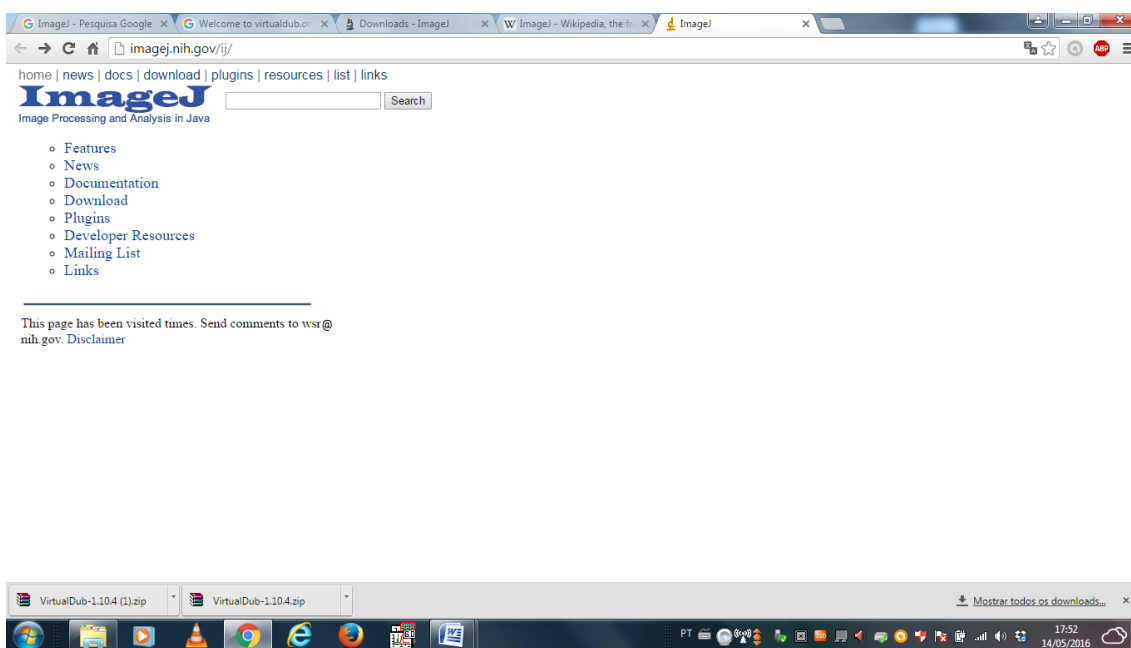 ImageJ - Pesquisa Google
Welcome to virtualdub.or
Downloads - ImageJ
ImageJ - Wikipedia, the fr
ImageJ
imagej.nih.gov/ij/
ABP
home | news | docs | download | plugins | resources | list | links
ImageJ
Search
Image Processing and Analysis in Java
Features
News
Documentation
Download
Plugins
Developer Resources
Mailing List
Links
This page has been visited times. Send comments to wsr@
nih.gov. Disclaimer
VirtualDub-1.10.4 (1).zip
VirtualDub-1.10.4.zip
Mostrar todos os downloads...
PT
17:52
14/05/2016